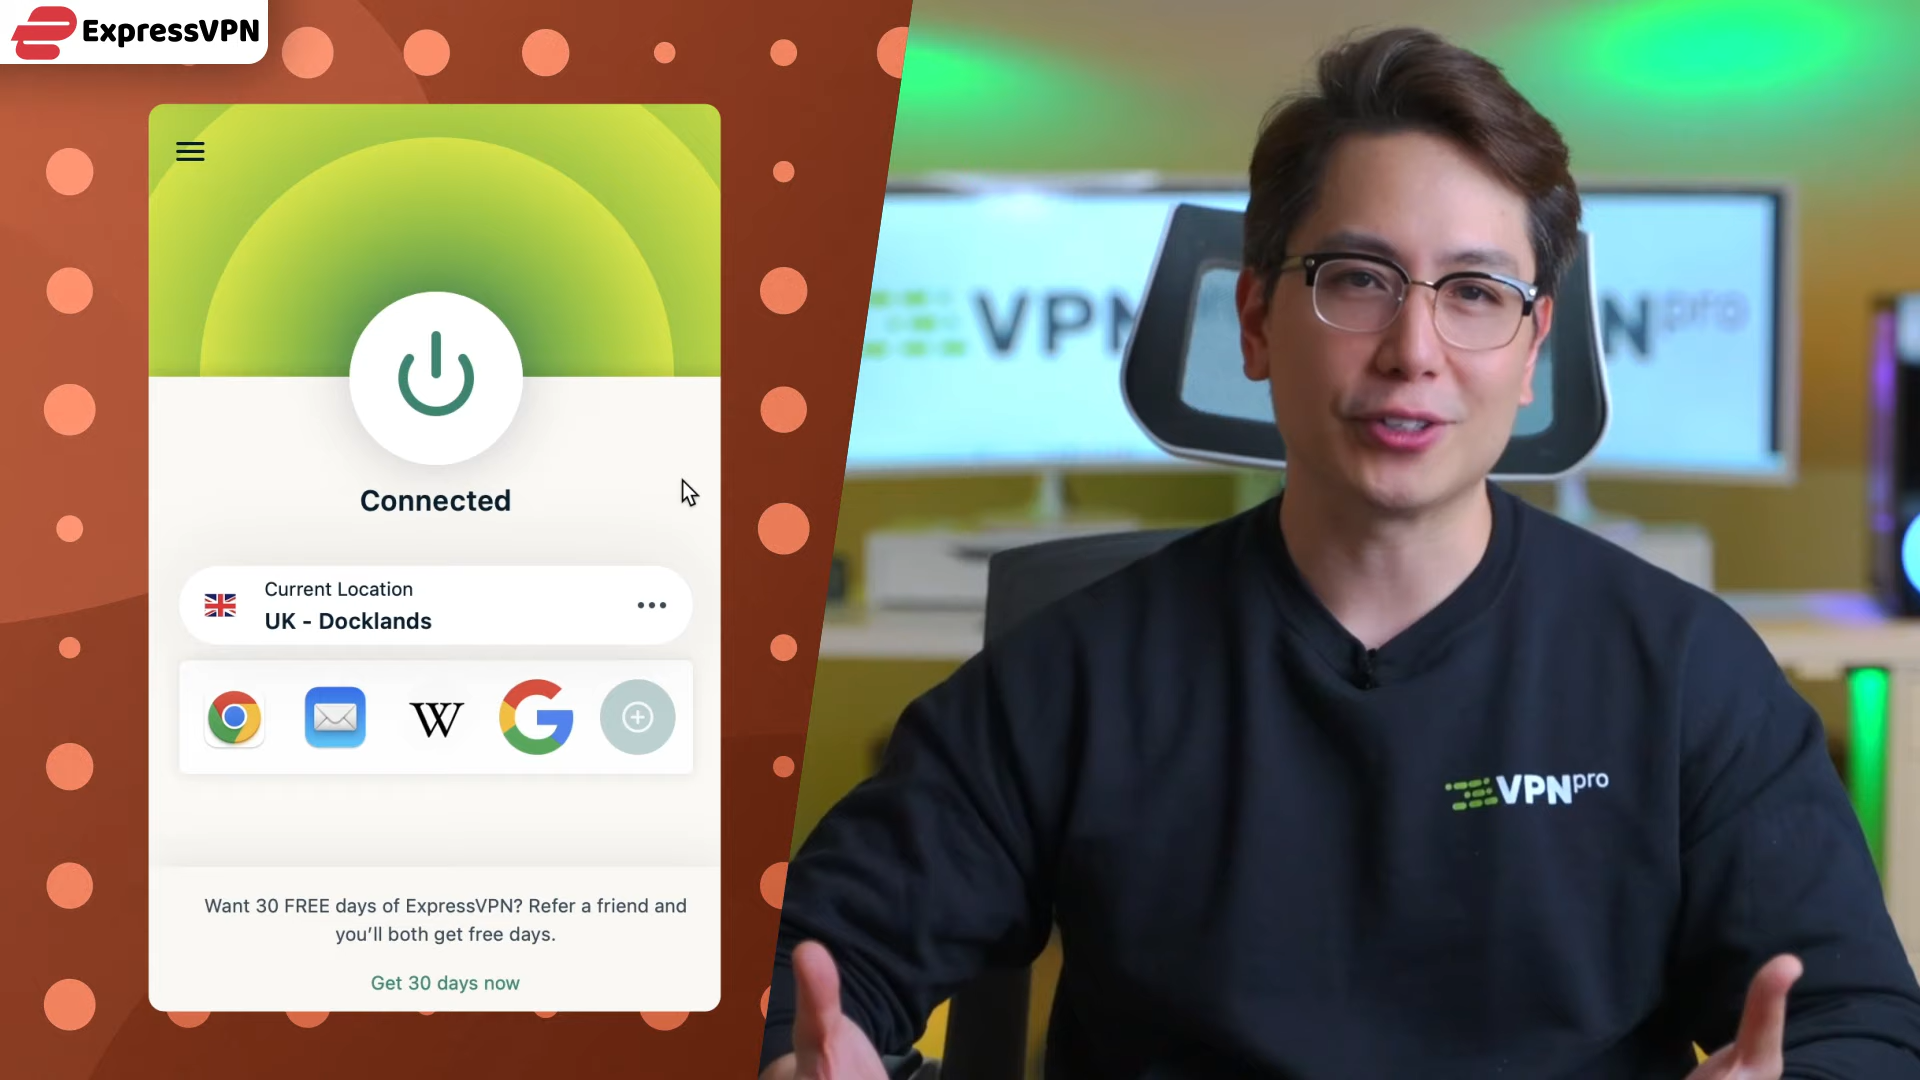 ExpressVPN
Connected
Current Location
UK - Docklands
W
Want 30 FREE days of ExpressVPN? Refer a friend and
you'll both get free days.
Get 30 days now
VPN
N pro
VPNpro